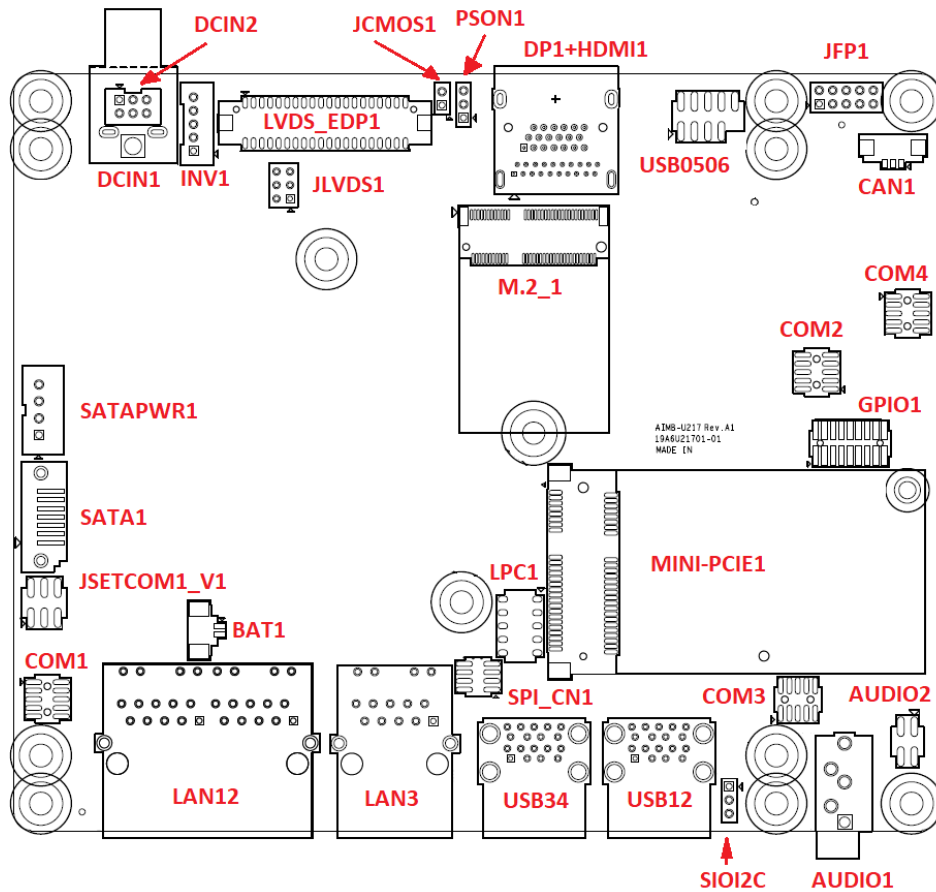 DCIN2
JCMOS1
PSON1
DP1+HDMI1
JFP1
LVDS_EDP1
USB0506
DCIN1
INV1
JLVDS1
CAN1
M.2_1
COM4
COM2
SATAPWR1
GPIO1
AIMB-U217 Rev.A1
19A6U21701-01
MADE IN
SATA1
MINI-PCIE1
LPC1
JSETCOM1_V1
BAT1
COM1
SPI_CN1
COM3
AUDIO2
LAN12
LAN3
USB34
USB12
SIOI2C
AUDIO1